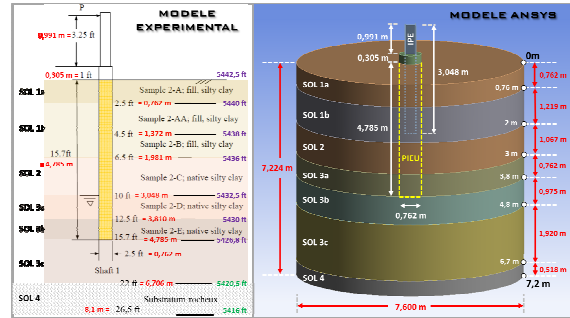 MODELE
EXPERIMENTAL
P
0,991 m = 3.25 ft
0,305 m = 1 ft
5442,5 ft
SOL 1a
Sample 2-A: fill, silty clay
2.5 ft = 0,762 m
5440 ft
SOL 1b
Sample 2-AA, fill, silty clay
4.5 ft = 1,372 m
5438 ft
Sample 2-B: fill, silty clay
15.7ft
6.5 ft = 1,981 m
5436 ft
= 4,785 m
SOL 2
Sample 2-C; native silty clay
10 ft = 3,048 m
5432,5 ft
SOL 3a
Sample 2-D; native silty clay
12.5 ft = 3,810 m
5430 ft
SOL 3b
Sample 2-E, native silty clay
15.7 ft = 4,785 m
5426,8 ft
2.5 ft = 0,762 m
SOL 3c
Shaft 1
22 ft = 6,706 m
5420,5 ft
SOL 4
Substratum rocheux
8,1 m = 26,5 ft
5416 ft
MODELE ANSYS
0,991 m
IPE
0,305 m
3,048 m
0m
0,762 m
SOL 1a
0,76 m
1,219 m
SOL 1b
4,785 m
2 m
1,067 m
SOL 2
7,224 m
PICU
3 m
0,762 m
SOL 3a
3,8 m
0,975 m
SOL 3b
4,8 m
0,762 m
1,920 m
SOL 3c
6,7 m
0,518 m
SOL 4
7,2 m
7,600 m